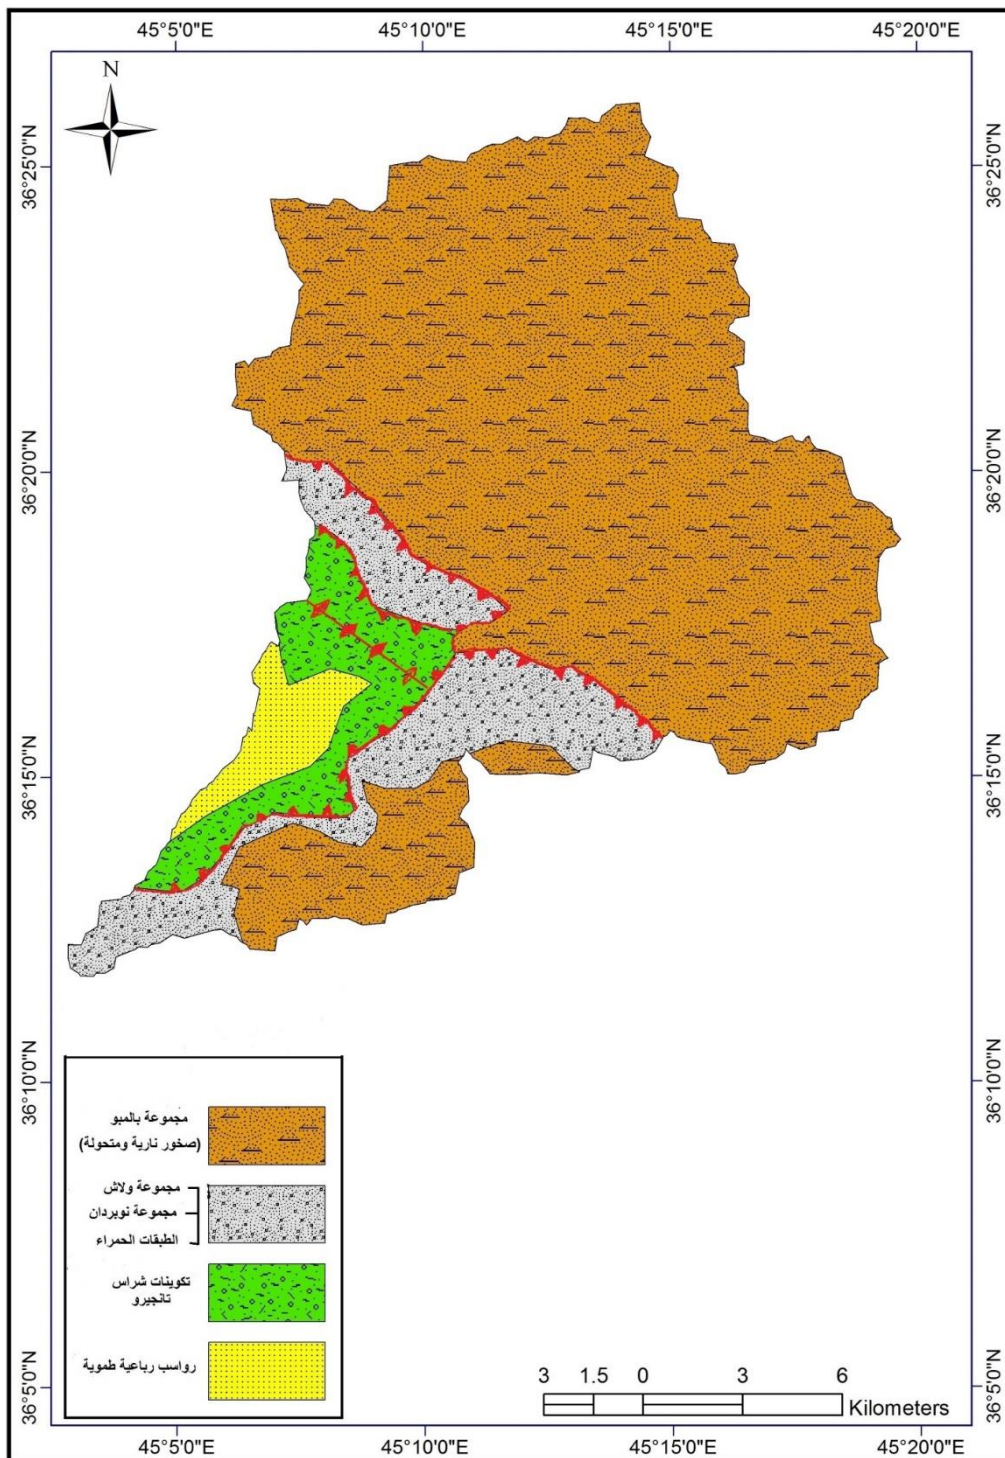 45°5'0"E 45°10'0"E 45°15'0"E 45°20'0"E
N
36°25'0"N 36°25'0"N
36°20'0"N 36°20'0"N
36°15'0"N 36°15'0"N
36°10'0"N 36°10'0"N
36°5'0"N 36°5'0"N
مجموعة بالمبو
(صخور نارية ومتحولة)
مجموعة ولاش
مجموعة نوبردان
الطبقات الحمراء
تكوينات شراس
تانجيرو
رواسب رباعية طموية
3 1.5 0 3 6
Kilometers
45°5'0"E 45°10'0"E 45°15'0"E 45°20'0"E